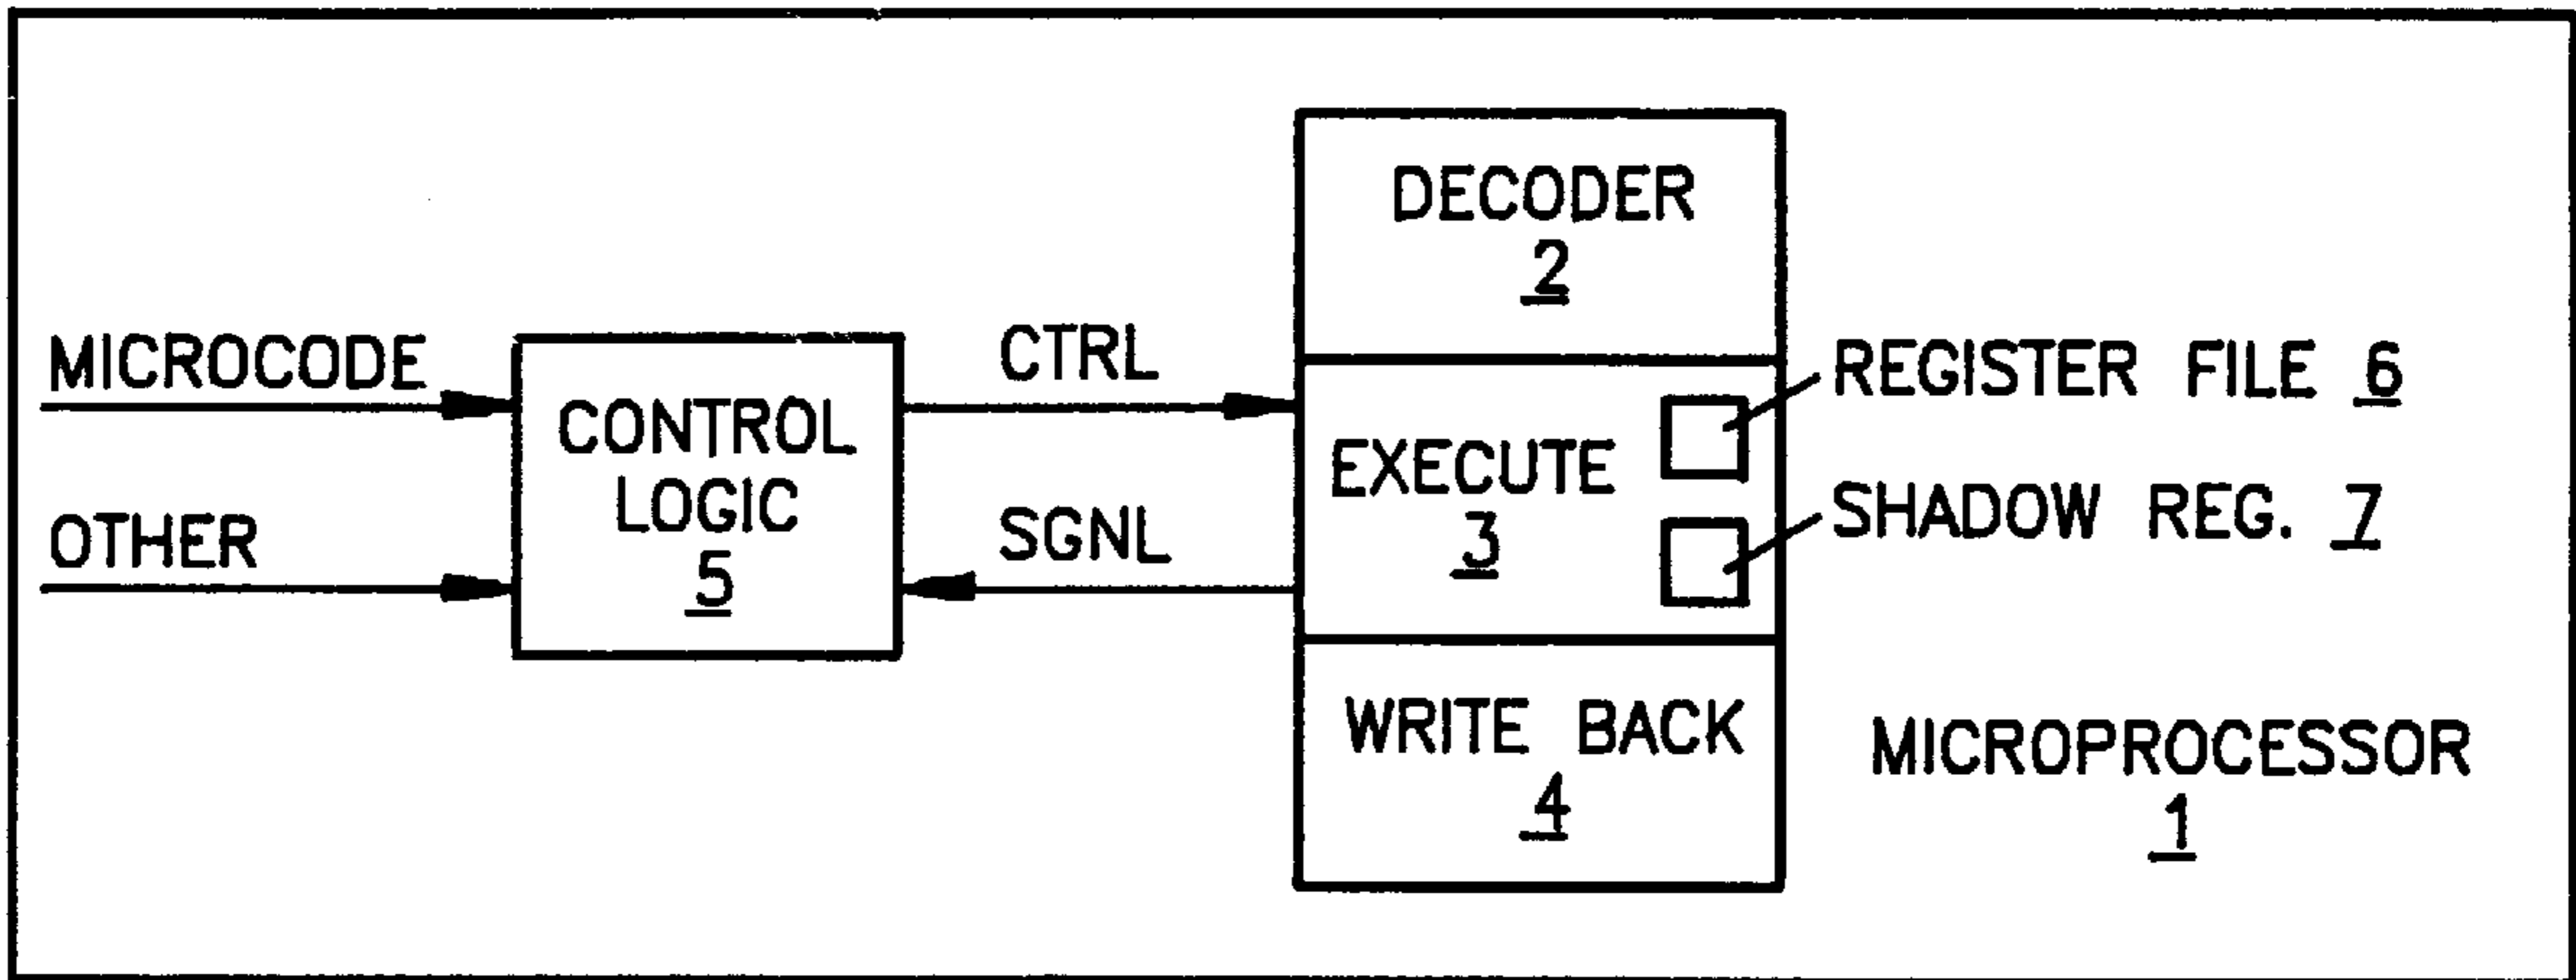 MICROCODE
OTHER
CONTROL
LOGIC
5
CTRL
SGNL
DECODER
2
EXECUTE
3
WRITE BACK
4
REGISTER FILE 6
SHADOW REG. 7
MICROPROCESSOR
1